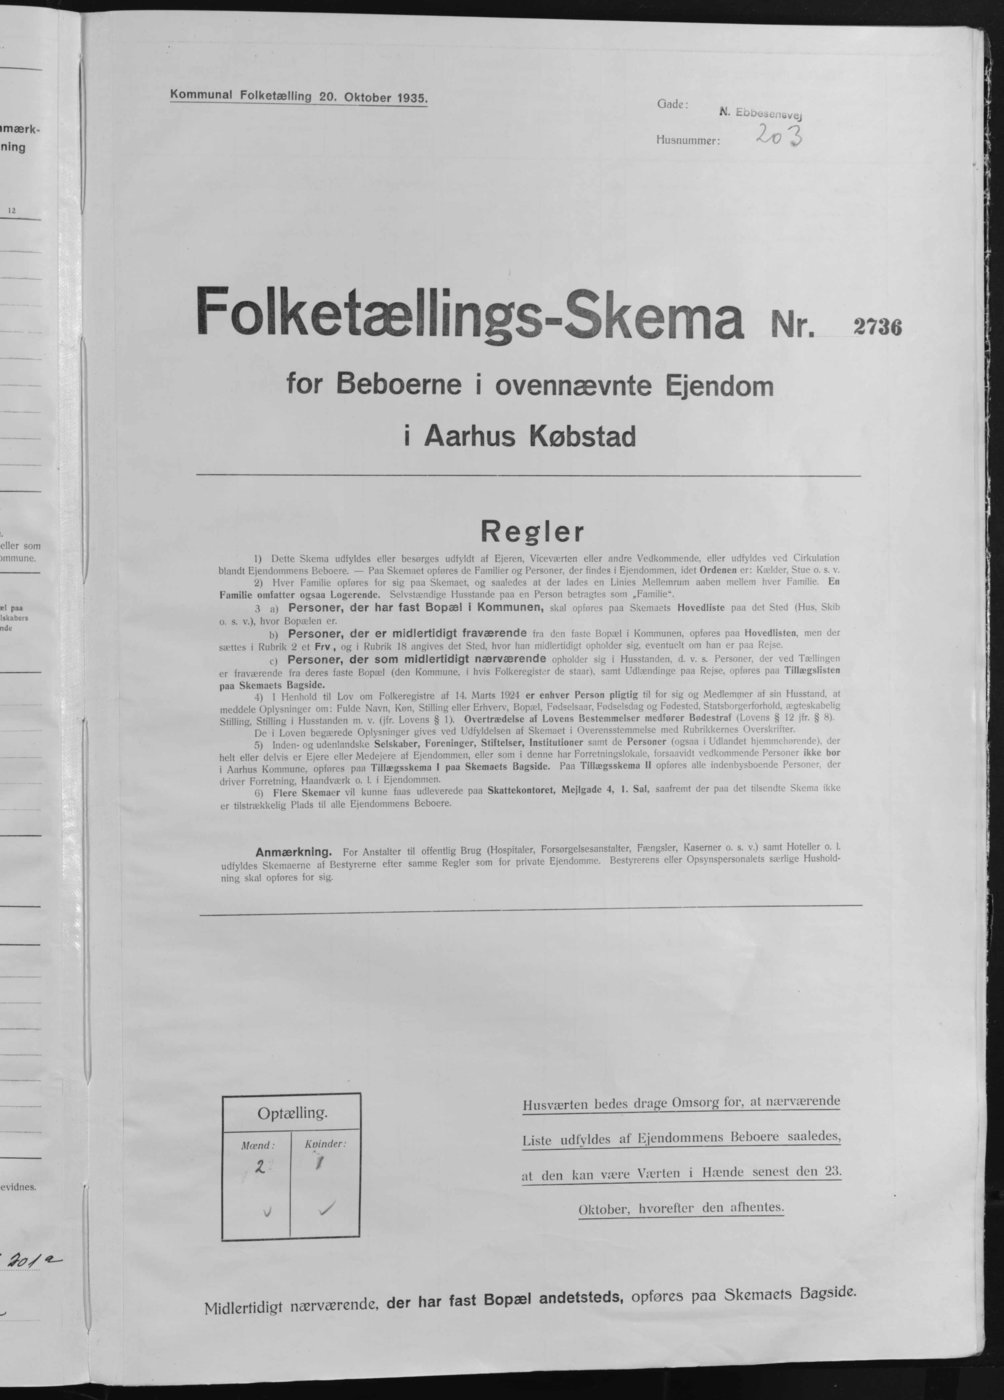 mærk-
ning
12
eller som
ommune.
el paa
lskabers
nde
evidnes.
201a
Kommunal Folketælling 20. Oktober 1935.
Gade: N. Ebbesensvej
Husnummer: 203
Folketællings-Skema Nr. 2736
for Beboerne i ovennævnte Ejendom
i Aarhus Købstad
Regler
1) Dette Skema udfyldes eller besørges udfyldt af Ejeren, Viceværten eller andre Vedkommende, eller udfyldes ved Cirkulation
blandt Ejendommens Beboere. — Paa Skemaet opføres de Familier og Personer, der findes i Ejendommen, idet Ordenen er: Kælder, Stue o. s. v.
2) Hver Familie opføres for sig paa Skemaet, og saaledes at der lades en Linies Mellemrum aaben mellem hver Familie. En
Familie omfatter ogsaa Logerende. Selvstændige Husstande paa en Person betragtes som „Familie“.
3 a) Personer, der har fast Bopæl i Kommunen, skal opføres paa Skemaets Hovedliste paa det Sted (Hus, Skib
o. s. v.), hvor Bopælen er.
b) Personer, der er midlertidigt fraværende fra den faste Bopæl i Kommunen, opføres paa Hovedlisten, men der
sættes i Rubrik 2 et Frv., og i Rubrik 18 angives det Sted, hvor han midlertidigt opholder sig, eventuelt om han er paa Rejse.
c) Personer, der som midlertidigt nærværende opholder sig i Husstanden, d. v. s. Personer, der ved Tællingen
er fraværende fra deres faste Bopæl (den Kommune, i hvis Folkeregister de staar), samt Udlændinge paa Rejse, opføres paa Tillægslisten
paa Skemaets Bagside.
4) I Henhold til Lov om Folkeregistre af 14. Marts 1924 er enhver Person pligtig til for sig og Medlemmer af sin Husstand, at
meddele Oplysninger om: Fulde Navn, Køn, Stilling eller Erhverv, Bopæl, Fødselsaar, Fødselsdag og Fødested, Statsborgerforhold, ægteskabelig
Stilling, Stilling i Husstanden m. v. (jfr. Lovens § 1). Overtrædelse af Lovens Bestemmelser medfører Bødestraf (Lovens § 12 jfr. § 8).
De i Loven begærede Oplysninger gives ved Udfyldelsen af Skemaet i Overensstemmelse med Rubrikkernes Overskrifter.
5) Inden- og udenlandske Selskaber, Foreninger, Stiftelser, Institutioner samt de Personer (ogsaa i Udlandet hjemmehørende), der
helt eller delvis er Ejere eller Medejere af Ejendommen, eller som i denne har Forretningslokale, forsaavidt vedkommende Personer ikke bor
i Aarhus Kommune, opføres paa Tillægsskema I paa Skemaets Bagside. Paa Tillægsskema II opføres alle indenbysboende Personer, der
driver Forretning, Haandværk o. l. i Ejendommen.
6) Flere Skemaer vil kunne faas udleverede paa Skattekontoret, Mejlgade 4, 1. Sal, saafremt der paa det tilsendte Skema ikke
er tilstrækkelig Plads til alle Ejendommens Beboere.
Anmærkning. For Anstalter til offentlig Brug (Hospitaler, Forsørgelsesanstalter, Fængsler, Kaserner o. s. v.) samt Hoteller o. l.
udfyldes Skemaerne af Bestyrerne efter samme Regler som for private Ejendomme. Bestyrerens eller Opsynspersonalets særlige Hushold-
ning skal opføres for sig.
Optælling.
Mænd: Kvinder:
2 1
Husværten bedes drage Omsorg for, at nærværende
Liste udfyldes af Ejendommens Beboere saaledes,
at den kan være Værten i Hænde senest den 23.
Oktober, hvorefter den afhentes.
Midlertidigt nærværende, der har fast Bopæl andetsteds, opføres paa Skemaets Bagside.